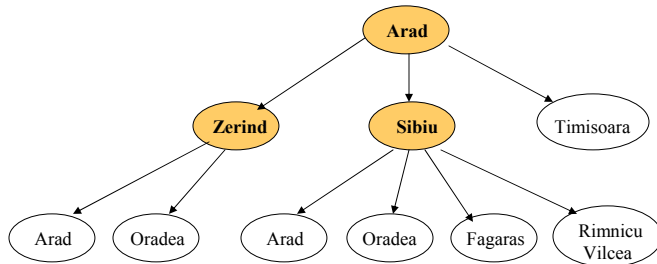 Arad
Zerind
Sibiu
Timisoara
Arad
Oradea
Arad
Oradea
Fagaras
Rimnicu
Vilcea